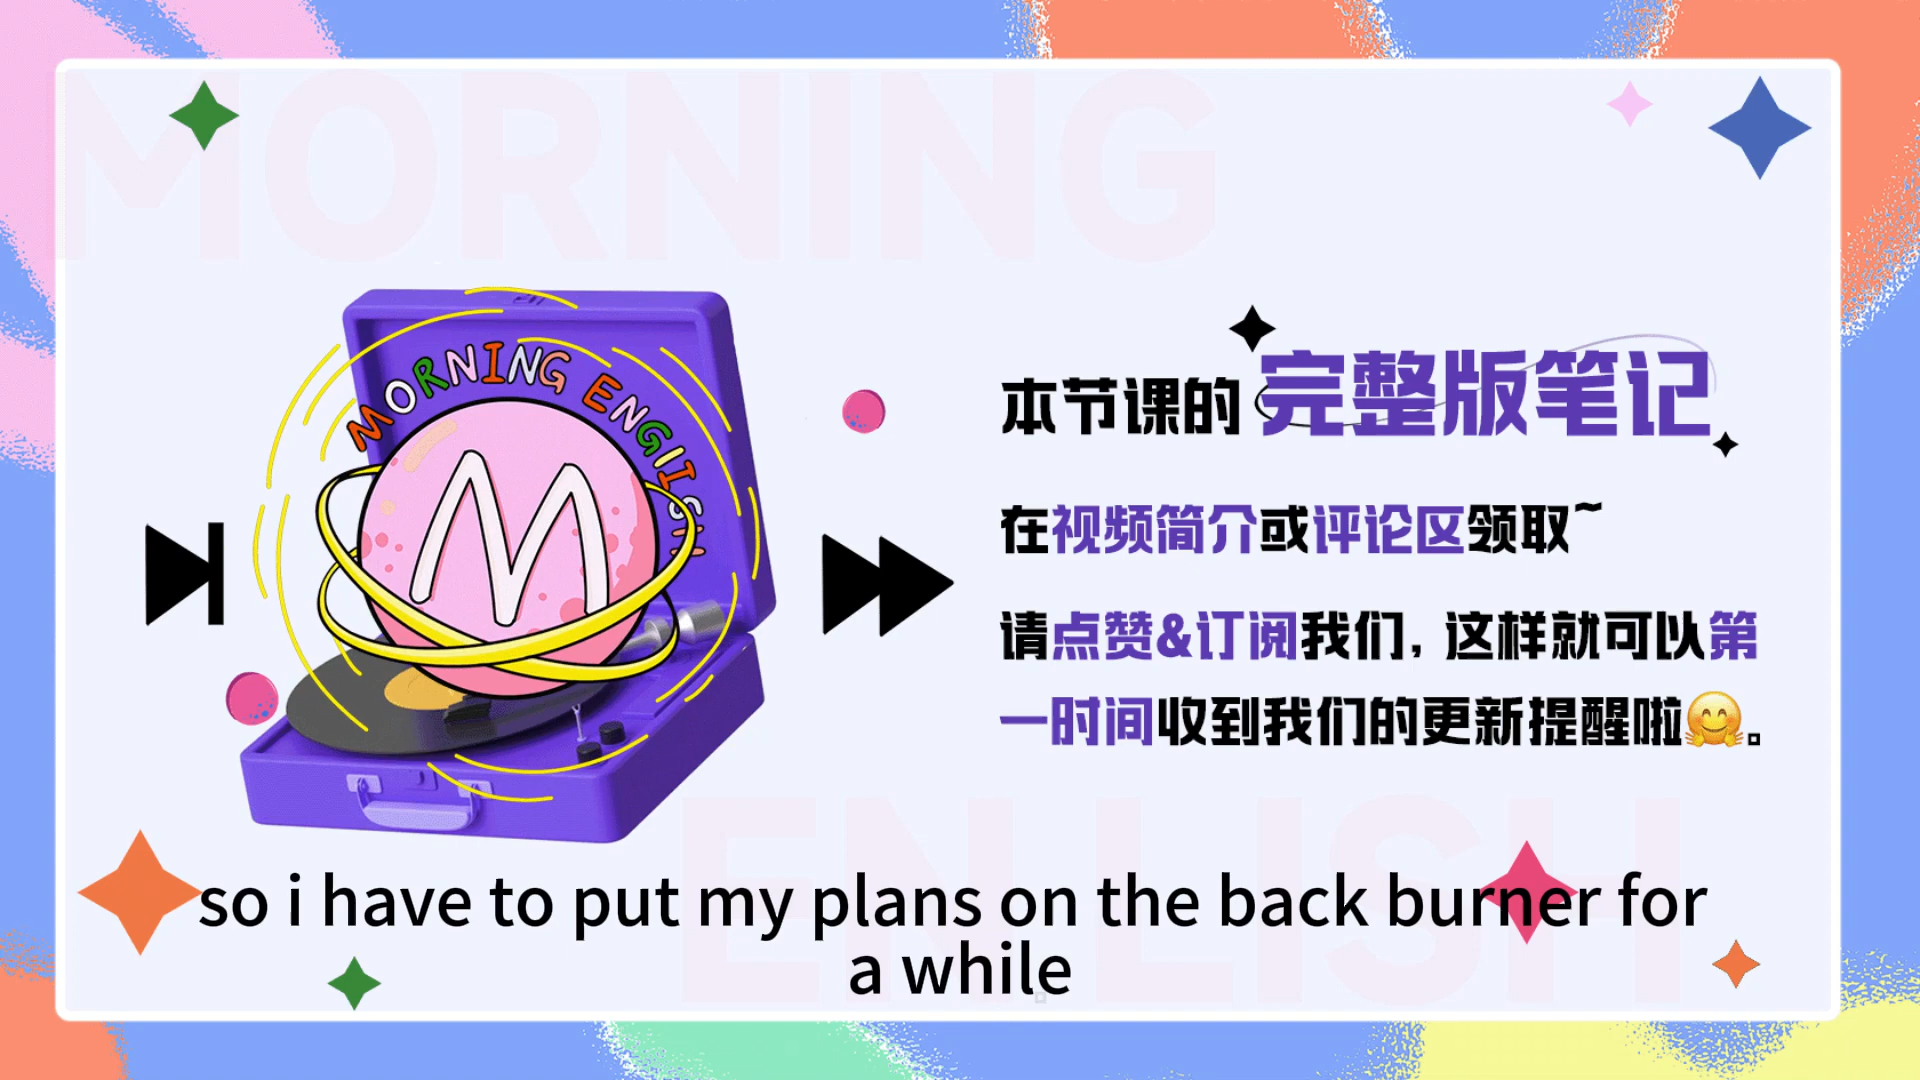 MORNING
MORNING ENGlISH
M
本节课的完整版笔记
在视频简介或评论区领取~
请点赞&订阅我们，这样就可以第
一时间收到我们的更新提醒啦🤗。
EN LISH
so i have to put my plans on the back burner for
a while